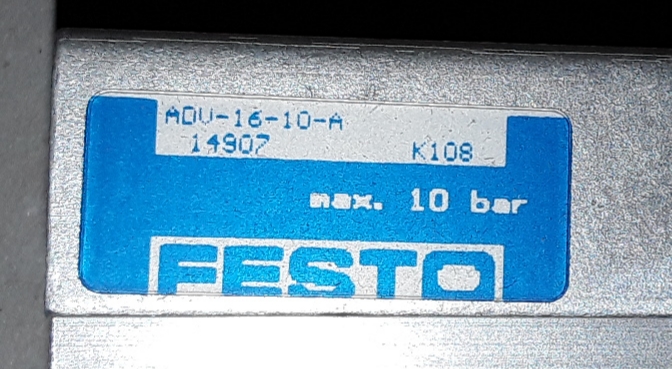 ADV-16-10-A
14907 K108
max. 10 bar
FESTO